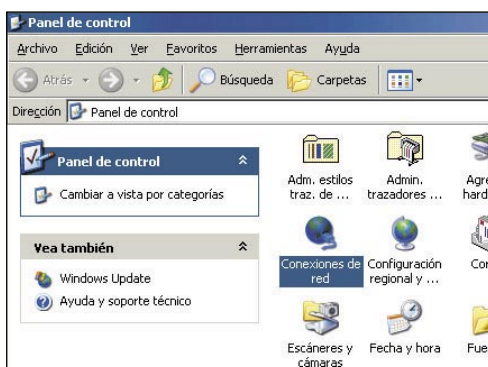 Panel de control
Archivo Edición Ver Favoritos Herramientas Ayuda
Atrás Búsqueda Carpetas
Dirección Panel de control
Panel de control
Cambiar a vista por categorías
Vea también
Windows Update
Ayuda y soporte técnico
Adm. estilos traz. de ...
Admin. trazadores ...
Conexiones de red
Configuración regional y ...
Escáneres y cámaras
Fecha y hora